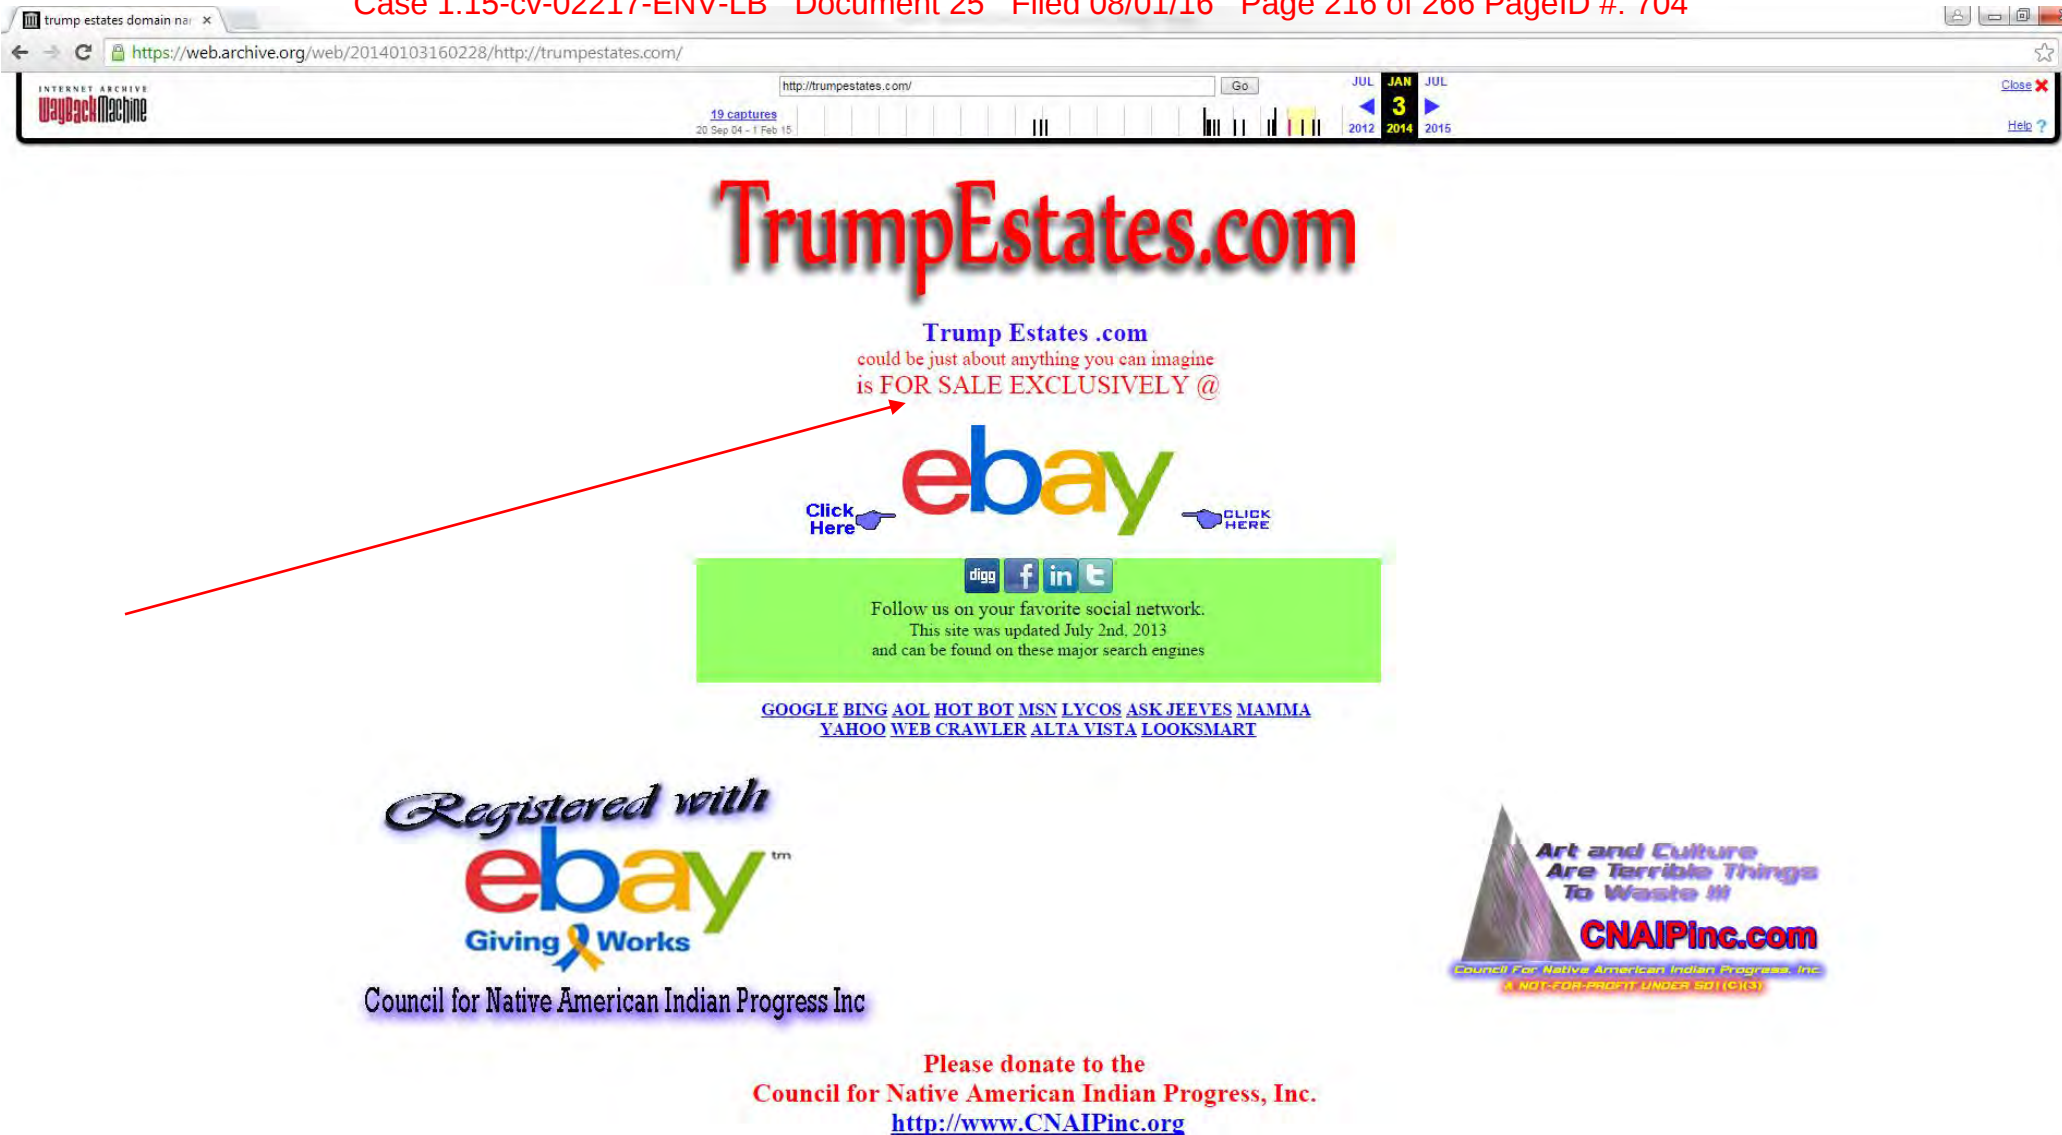 Case 1:15-cv-02217-ENV-LB Document 25 Filed 08/01/16 Page 216 of 266 PageID #: 704
trump estates domain nar ×
https://web.archive.org/web/20140103160228/http://trumpestates.com/
INTERNET ARCHIVE
WayBackMachine
http://trumpestates.com/ Go
19 captures
20 Sep 04 - 1 Feb 15
JUL JAN JUL
3
2012 2014 2015
Close
Help ?
TrumpEstates.com
Trump Estates .com
could be just about anything you can imagine
is FOR SALE EXCLUSIVELY @
ebay
Click
Here
CLICK
HERE
digg f in t
Follow us on your favorite social network.
This site was updated July 2nd, 2013
and can be found on these major search engines
GOOGLE BING AOL HOT BOT MSN LYCOS ASK JEEVES MAMMA
YAHOO WEB CRAWLER ALTA VISTA LOOKSMART
Registered with
ebay tm
Giving Works
Council for Native American Indian Progress Inc
Art and Culture
Are Terrible Things
To Waste !!!
CNAIPinc.com
Council For Native American Indian Progress, Inc
A NOT-FOR-PROFIT UNDER 501(C)(3)
Please donate to the
Council for Native American Indian Progress, Inc.
http://www.CNAIPinc.org